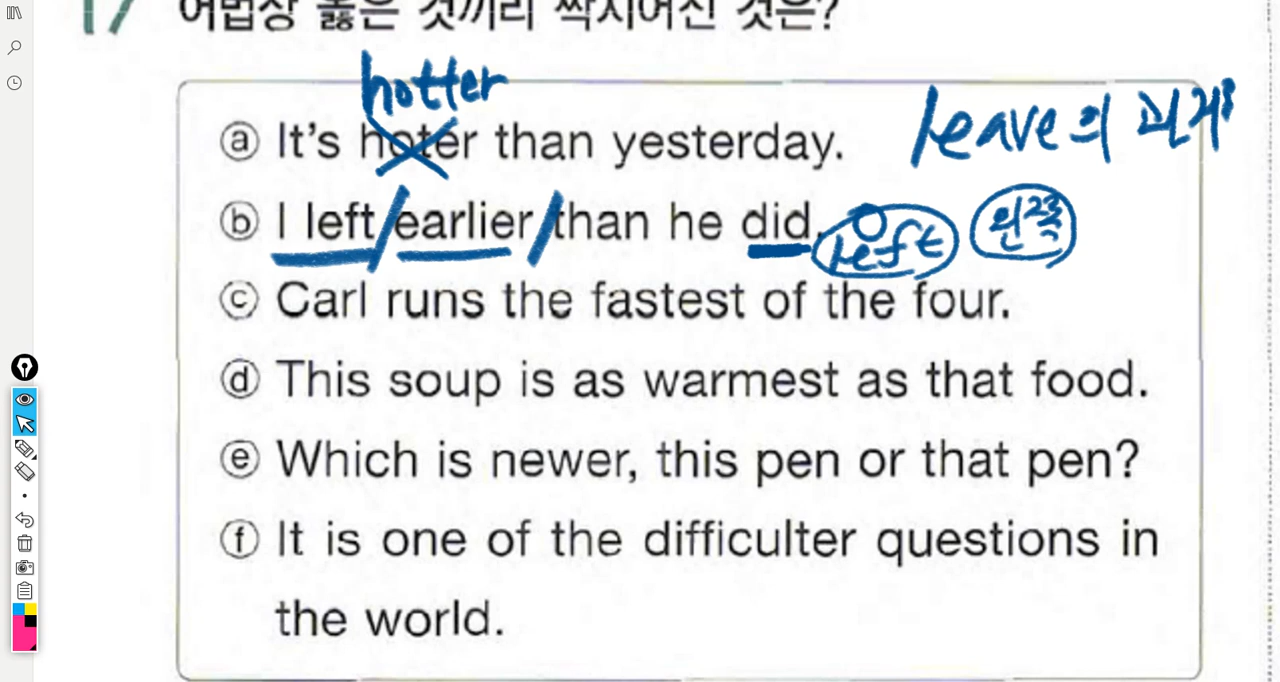 17 어법상 옳은 것끼리 짝지어진 것은?
hotter
ⓐ It's hoter than yesterday.
leave의 과거
ⓑ I left/earlier/than he did.
left
왼쪽
ⓒ Carl runs the fastest of the four.
ⓓ This soup is as warmest as that food.
ⓔ Which is newer, this pen or that pen?
ⓕ It is one of the difficulter questions in
the world.